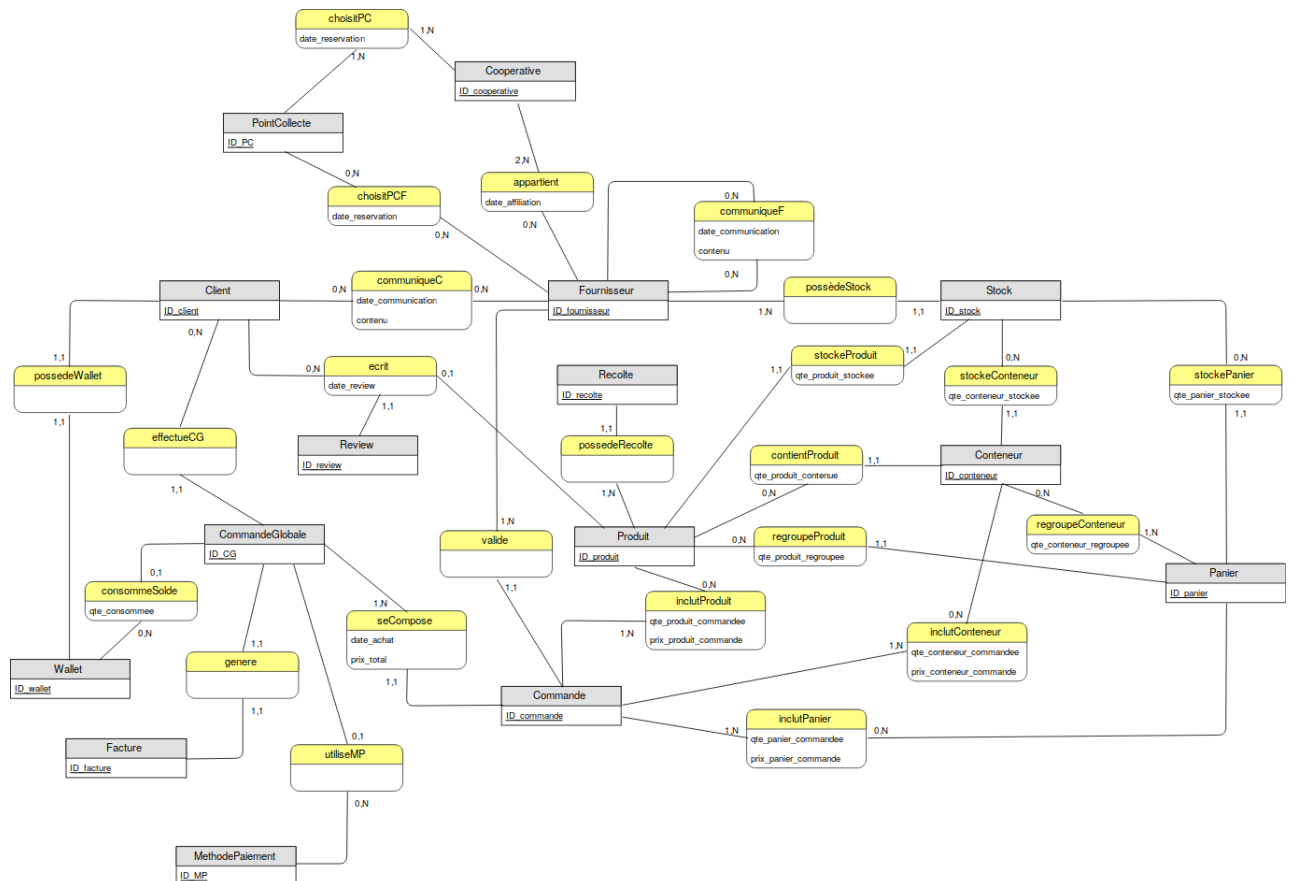 choisitPC
date_reservation
1,N
1,N
Cooperative
ID_cooperative
PointCollecte
ID_PC
2,N
0,N
appartient
date_affiliation
choisitPCF
date_reservation
0,N
0,N
0,N
communiqueF
date_communication
contenu
0,N
Client
ID_client
0,N
communiqueC
date_communication
contenu
0,N
Fournisseur
ID_fournisseur
possèdeStock
1,N
1,1
Stock
ID_stock
0,N
1,1
possedeWallet
1,1
0,N
ecrit
date_review
0,1
1,1
Review
ID_review
effectueCG
1,1
Recolte
ID_recolte
1,1
possedeRecolte
1,N
stockeProduit
qte_produit_stockee
1,1
1,1
0,N
stockeConteneur
qte_conteneur_stockee
1,1
0,N
stockePanier
qte_panier_stockee
1,1
contientProduit
qte_produit_contenue
1,1
0,N
Conteneur
ID_conteneur
0,N
regroupeConteneur
qte_conteneur_regroupee
1,N
CommandeGlobale
ID_CG
1,N
valide
1,1
Produit
ID_produit
0,N
regroupeProduit
qte_produit_regroupee
1,1
Panier
ID_panier
0,1
consommeSolde
qte_consommee
0,N
0,N
inclutProduit
qte_produit_commandee
prix_produit_commande
1,N
1,N
seCompose
date_achat
prix_total
1,1
0,N
inclutConteneur
qte_conteneur_commandee
prix_conteneur_commande
1,N
Wallet
ID_wallet
1,1
genere
1,1
Commande
ID_commande
inclutPanier
qte_panier_commandee
prix_panier_commande
1,N
0,N
Facture
ID_facture
0,1
utiliseMP
0,N
MethodePaiement
ID_MP